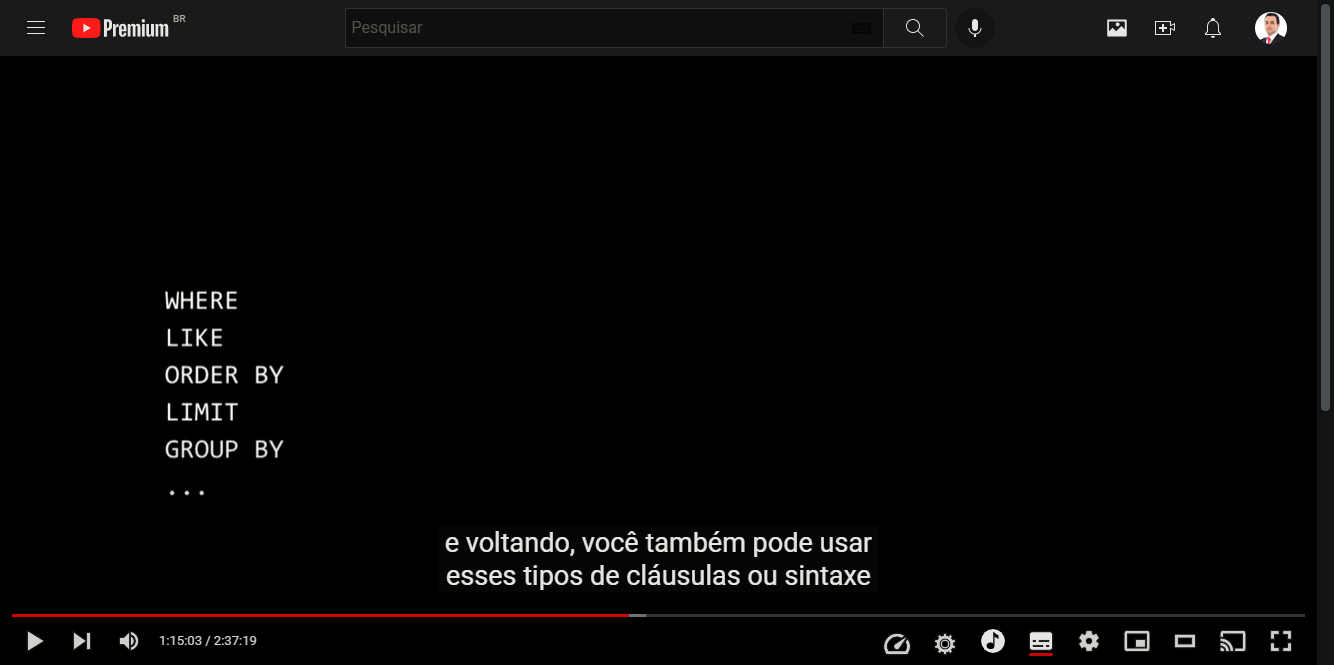 Premium BR
Pesquisar
WHERE
LIKE
ORDER BY
LIMIT
GROUP BY
...
e voltando, você também pode usar
esses tipos de cláusulas ou sintaxe
1:15:03 / 2:37:19